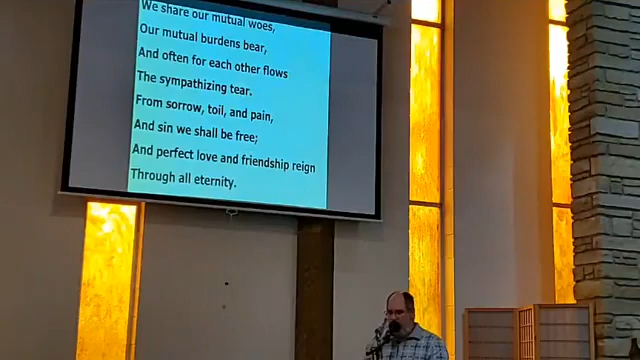 We share our mutual woes,
Our mutual burdens bear,
And often for each other flows
The sympathizing tear.
From sorrow, toil, and pain,
And sin we shall be free;
And perfect love and friendship reign
Through all eternity.